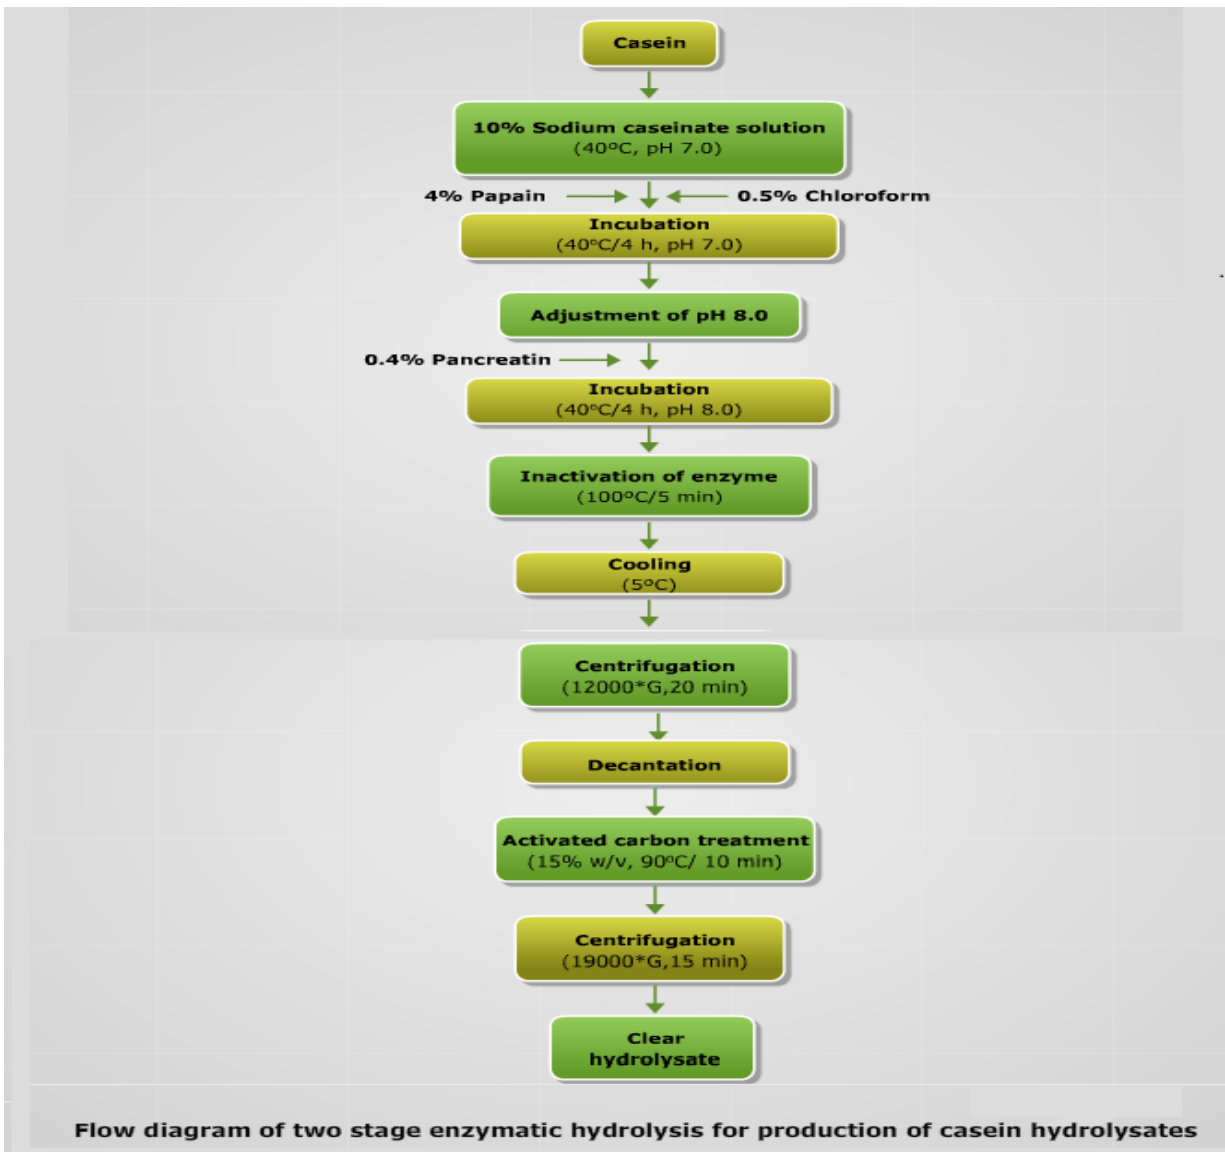 Casein
10% Sodium caseinate solution
(40ºC, pH 7.0)
4% Papain
0.5% Chloroform
Incubation
(40ºC/4 h, pH 7.0)
Adjustment of pH 8.0
0.4% Pancreatin
Incubation
(40ºC/4 h, pH 8.0)
Inactivation of enzyme
(100ºC/5 min)
Cooling
(5ºC)
Centrifugation
(12000*G,20 min)
Decantation
Activated carbon treatment
(15% w/v, 90ºC/ 10 min)
Centrifugation
(19000*G,15 min)
Clear
hydrolysate
Flow diagram of two stage enzymatic hydrolysis for production of casein hydrolysates